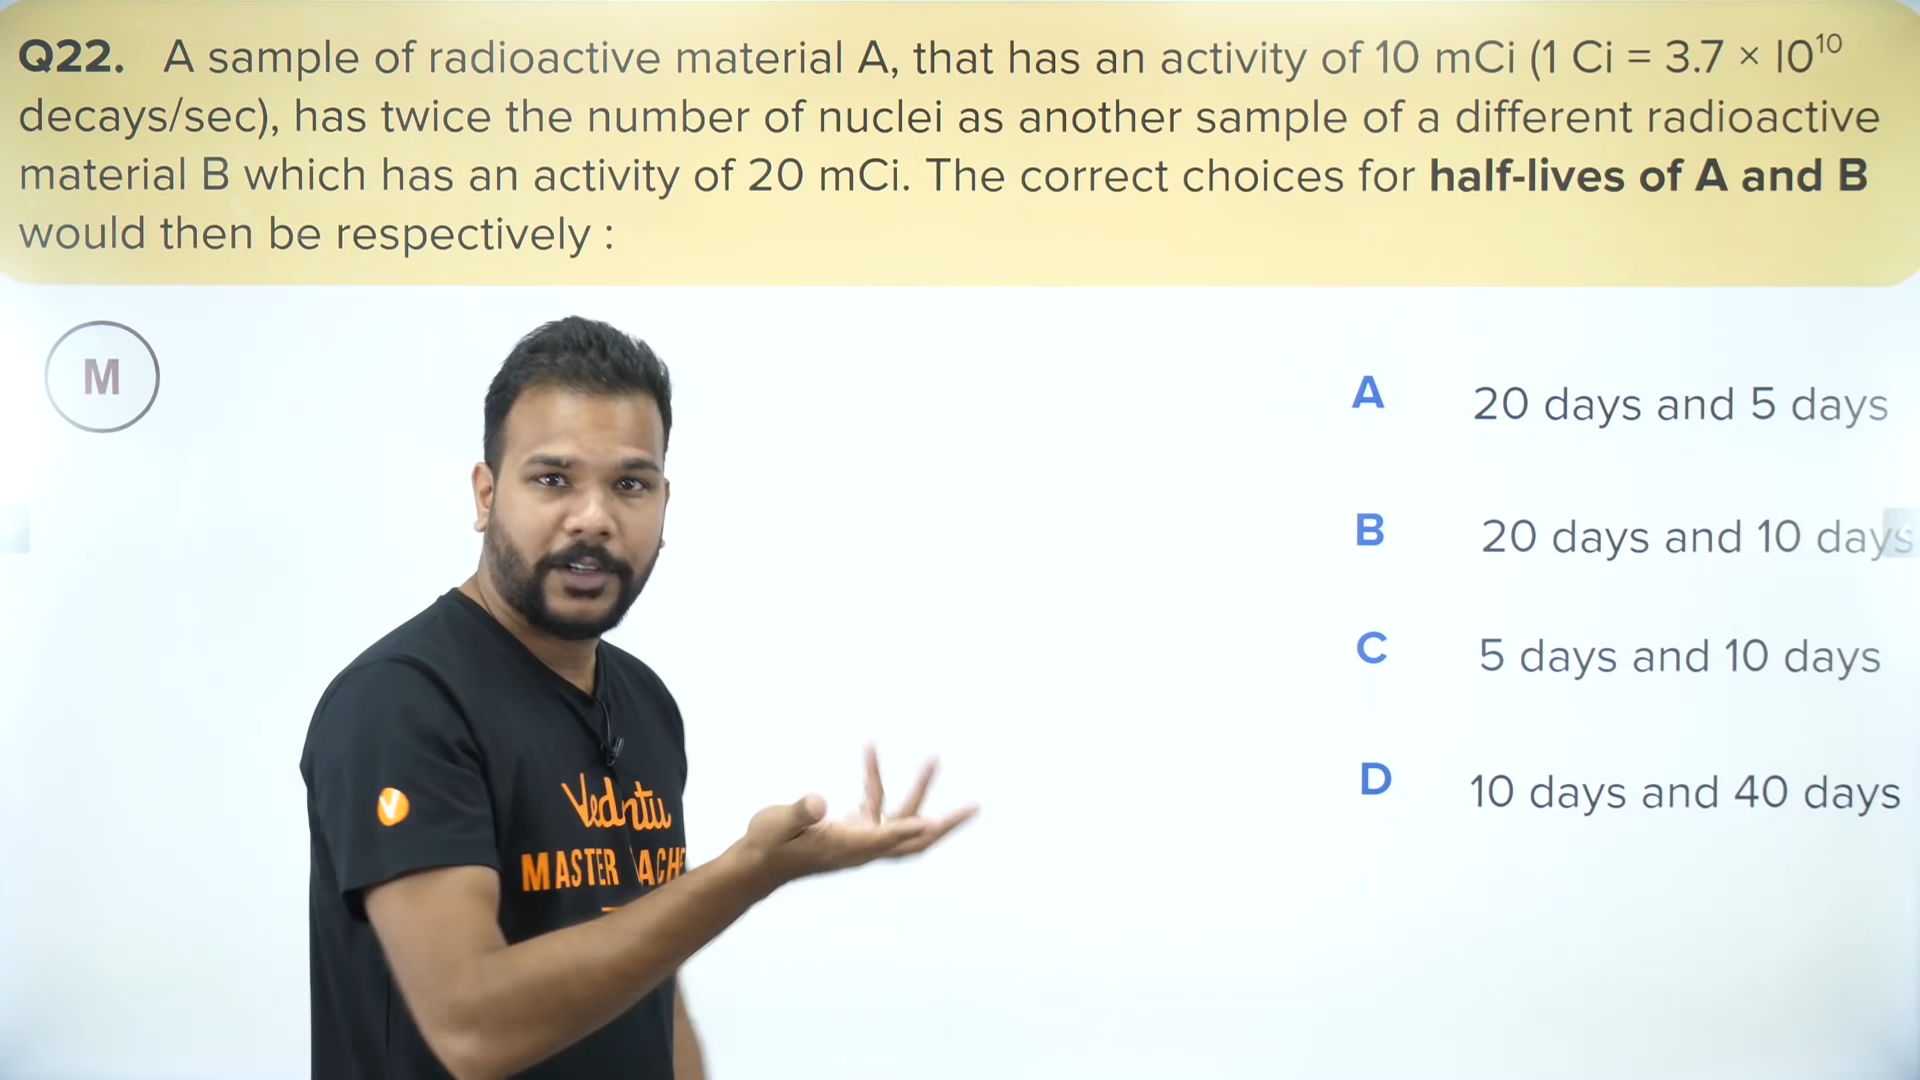 Q22. A sample of radioactive material A, that has an activity of 10 mCi (1 Ci = 3.7 × 10¹⁰
decays/sec), has twice the number of nuclei as another sample of a different radioactive
material B which has an activity of 20 mCi. The correct choices for half-lives of A and B
would then be respectively :
M
A 20 days and 5 days
B 20 days and 10 days
C 5 days and 10 days
D 10 days and 40 days
V
Vedantu
MASTER